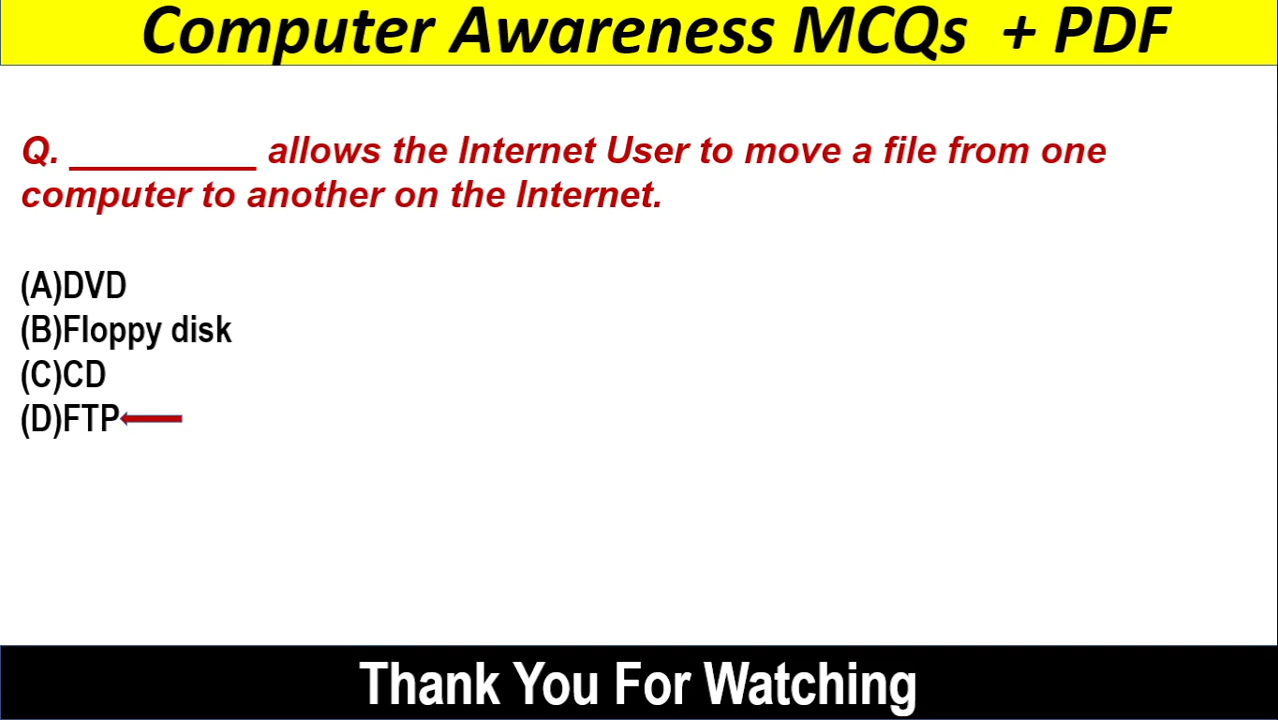 Computer Awareness MCQs + PDF
Q. _________ allows the Internet User to move a file from one
computer to another on the Internet.
(A)DVD
(B)Floppy disk
(C)CD
(D)FTP
Thank You For Watching